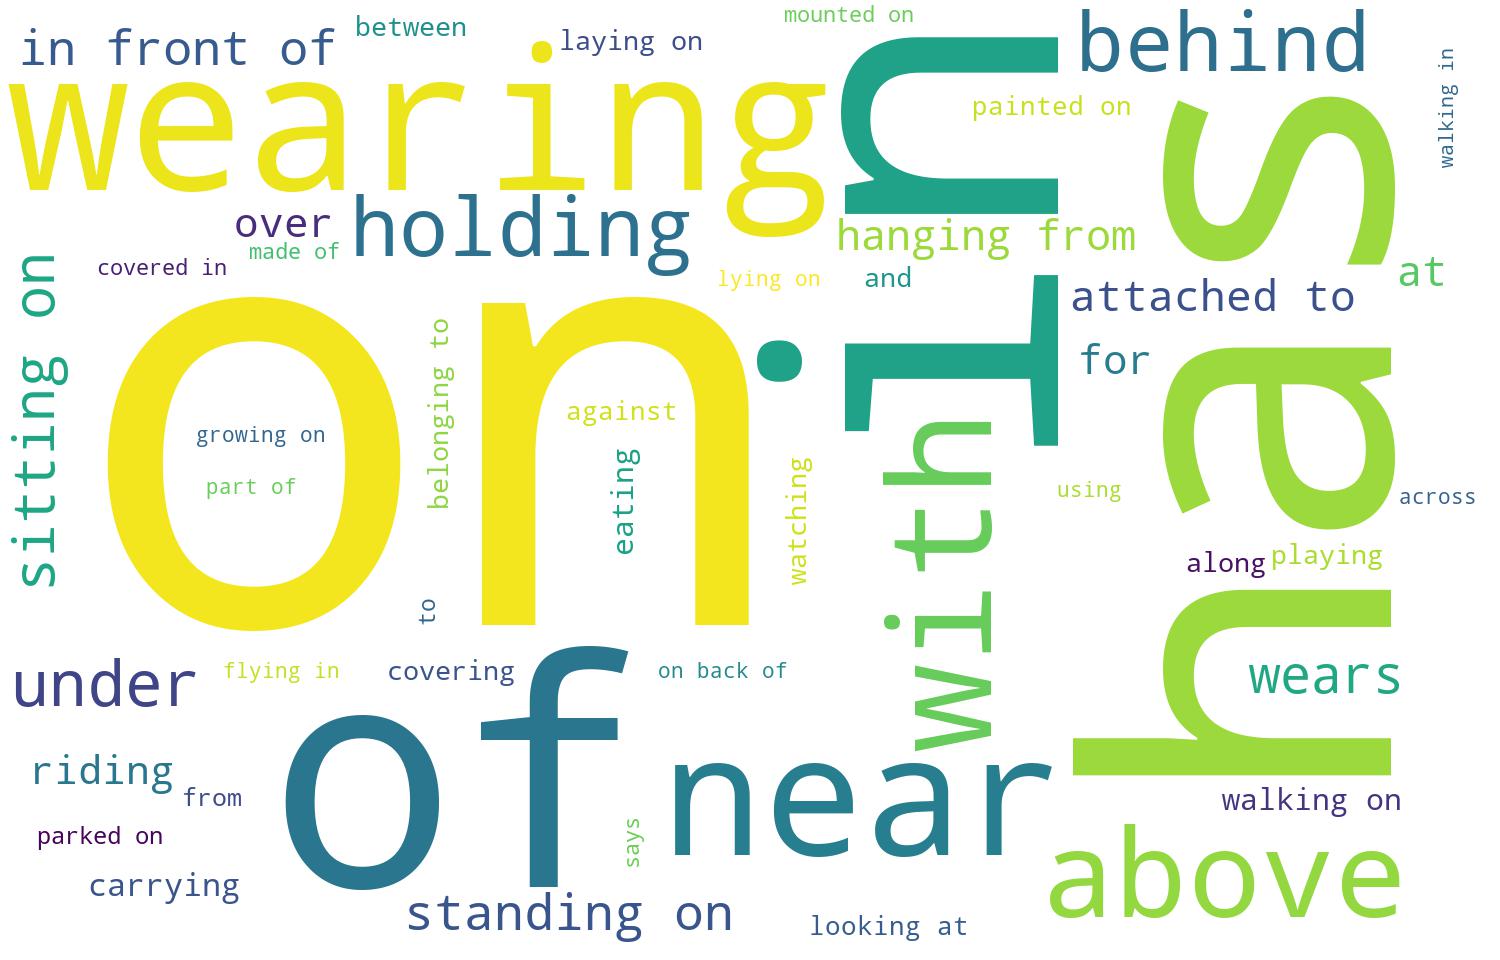 mounted on
between
in front of
laying on
behind
wearing
painted on
walking in
in
has
over
holding
hanging from
made of
covered in
lying on
and
at
sitting on
on
attached to
for
belonging to
against
growing on
part of
eating
watching
with
using
across
along
playing
to
under
flying in
covering
on back of
wears
of
near
riding
from
walking on
parked on
says
above
carrying
standing on
looking at